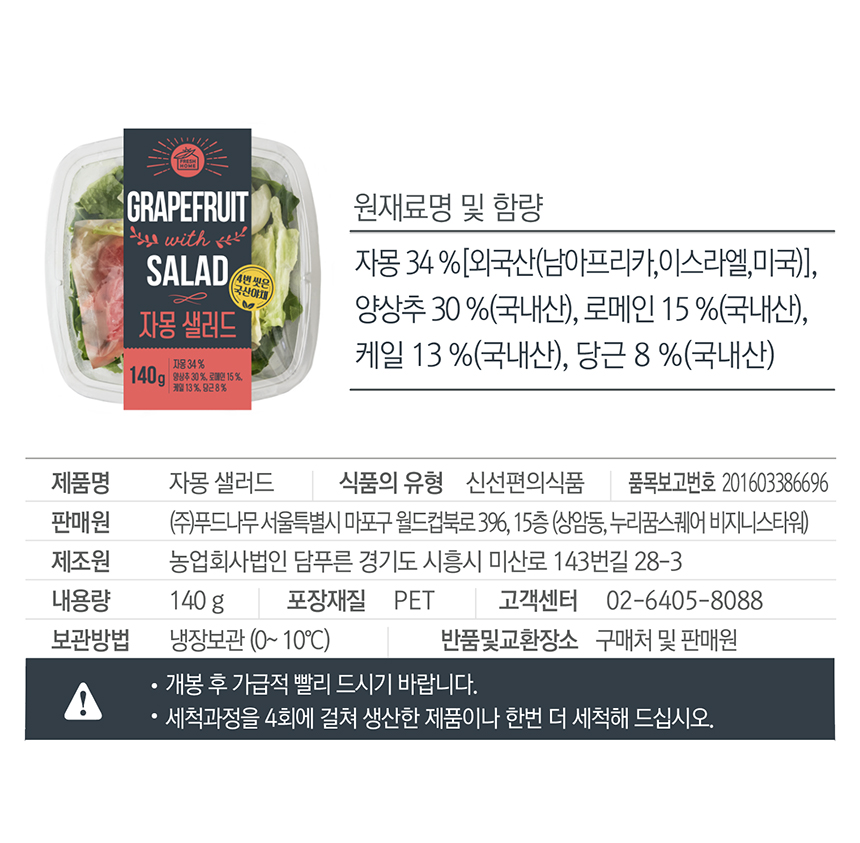 FRESH
HOME
GRAPEFRUIT
with
SALAD
4번 씻은
국산야채
자몽 샐러드
140g
자몽 34 %
양상추 30 %, 로메인 15 %,
케일 13 %, 당근 8 %
원재료명 및 함량
자몽 34 %[외국산(남아프리카,이스라엘,미국)],
양상추 30 %(국내산), 로메인 15 %(국내산),
케일 13 %(국내산), 당근 8 %(국내산)
제품명 자몽 샐러드 식품의 유형 신선편의식품 품목보고번호 201603386696
판매원 (주)푸드나무 서울특별시 마포구 월드컵북로 3%, 15층 (상암동, 누리꿈스퀘어 비지니스타워)
제조원 농업회사법인 담푸른 경기도 시흥시 미산로 143번길 28-3
내용량 140 g 포장재질 PET 고객센터 02-6405-8088
보관방법 냉장보관 (0~ 10℃) 반품및교환장소 구매처 및 판매원
• 개봉 후 가급적 빨리 드시기 바랍니다.
• 세척과정을 4회에 걸쳐 생산한 제품이나 한번 더 세척해 드십시오.